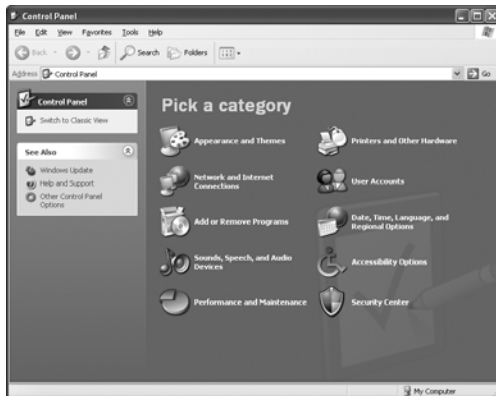 Control Panel
File Edit View Favorites Tools Help
Back Search Folders
Address Control Panel Go
Control Panel
Switch to Classic View
See Also
Windows Update
Help and Support
Other Control Panel
Options
Pick a category
Appearance and Themes
Printers and Other Hardware
Network and Internet
Connections
User Accounts
Add or Remove Programs
Date, Time, Language, and
Regional Options
Sounds, Speech, and Audio
Devices
Accessibility Options
Performance and Maintenance
Security Center
My Computer